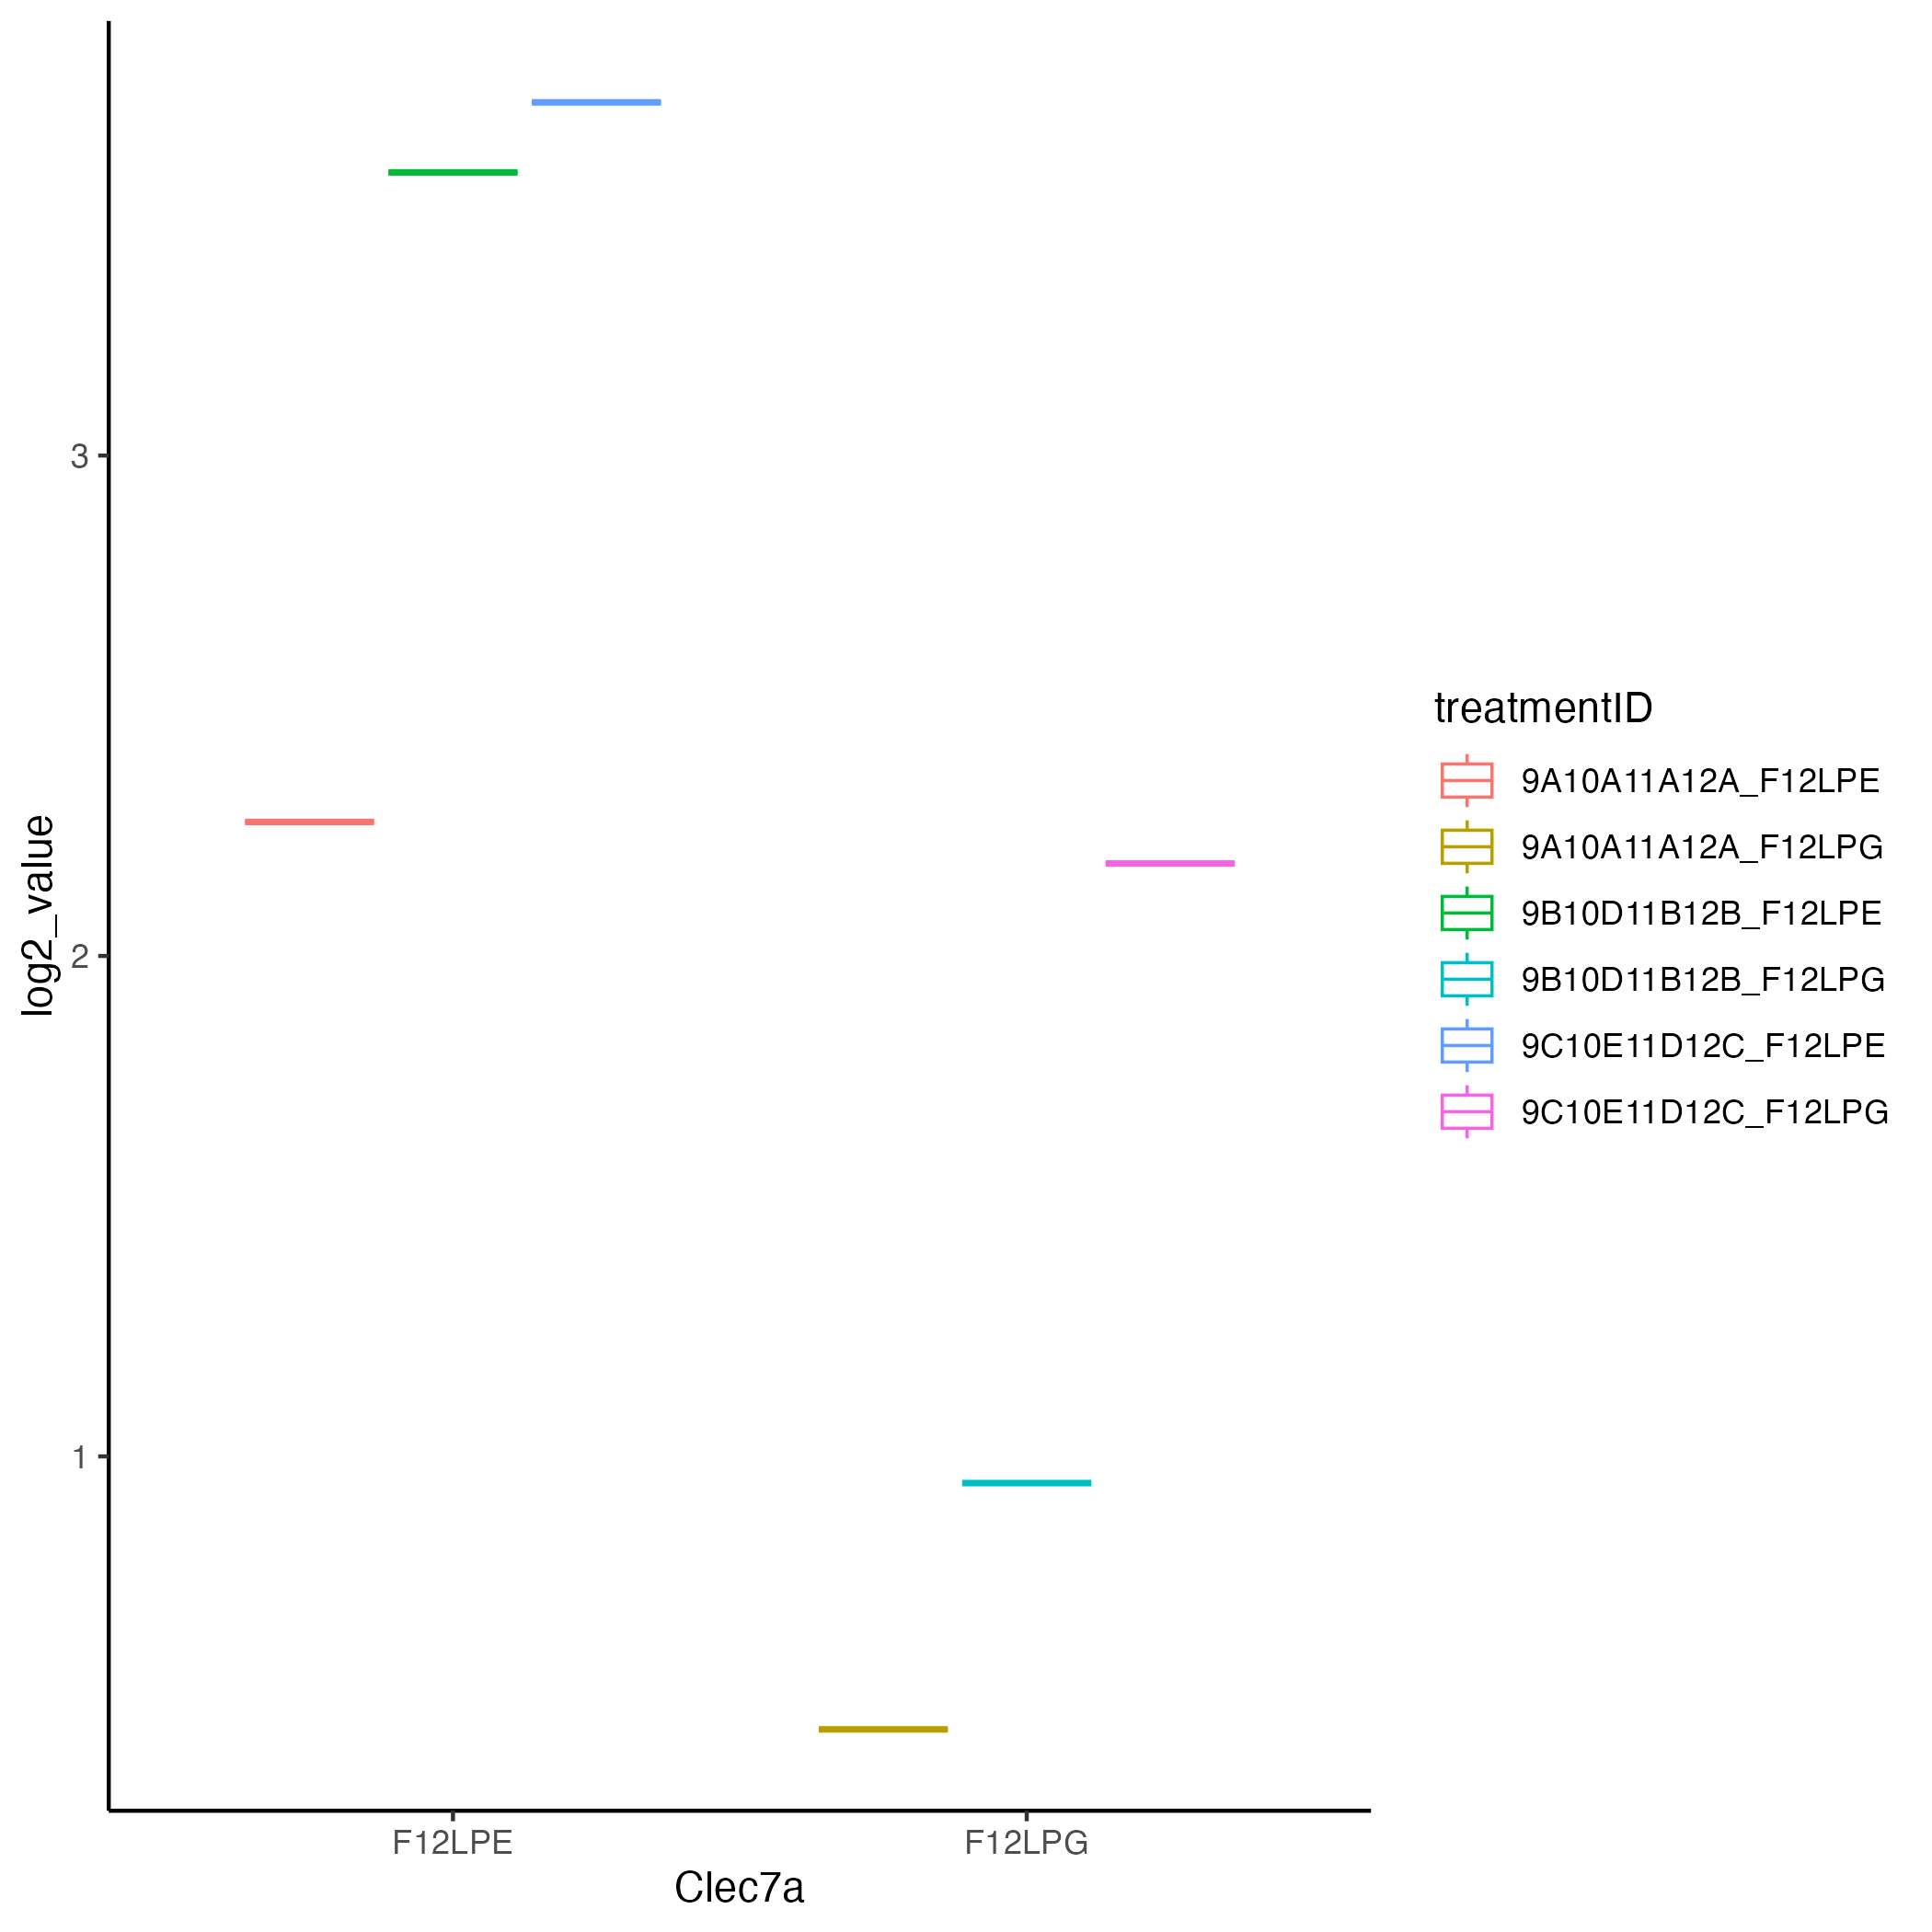 log2_value
3
2
1
F12LPE
F12LPG
Clec7a
treatmentID
9A10A11A12A_F12LPE
9A10A11A12A_F12LPG
9B10D11B12B_F12LPE
9B10D11B12B_F12LPG
9C10E11D12C_F12LPE
9C10E11D12C_F12LPG